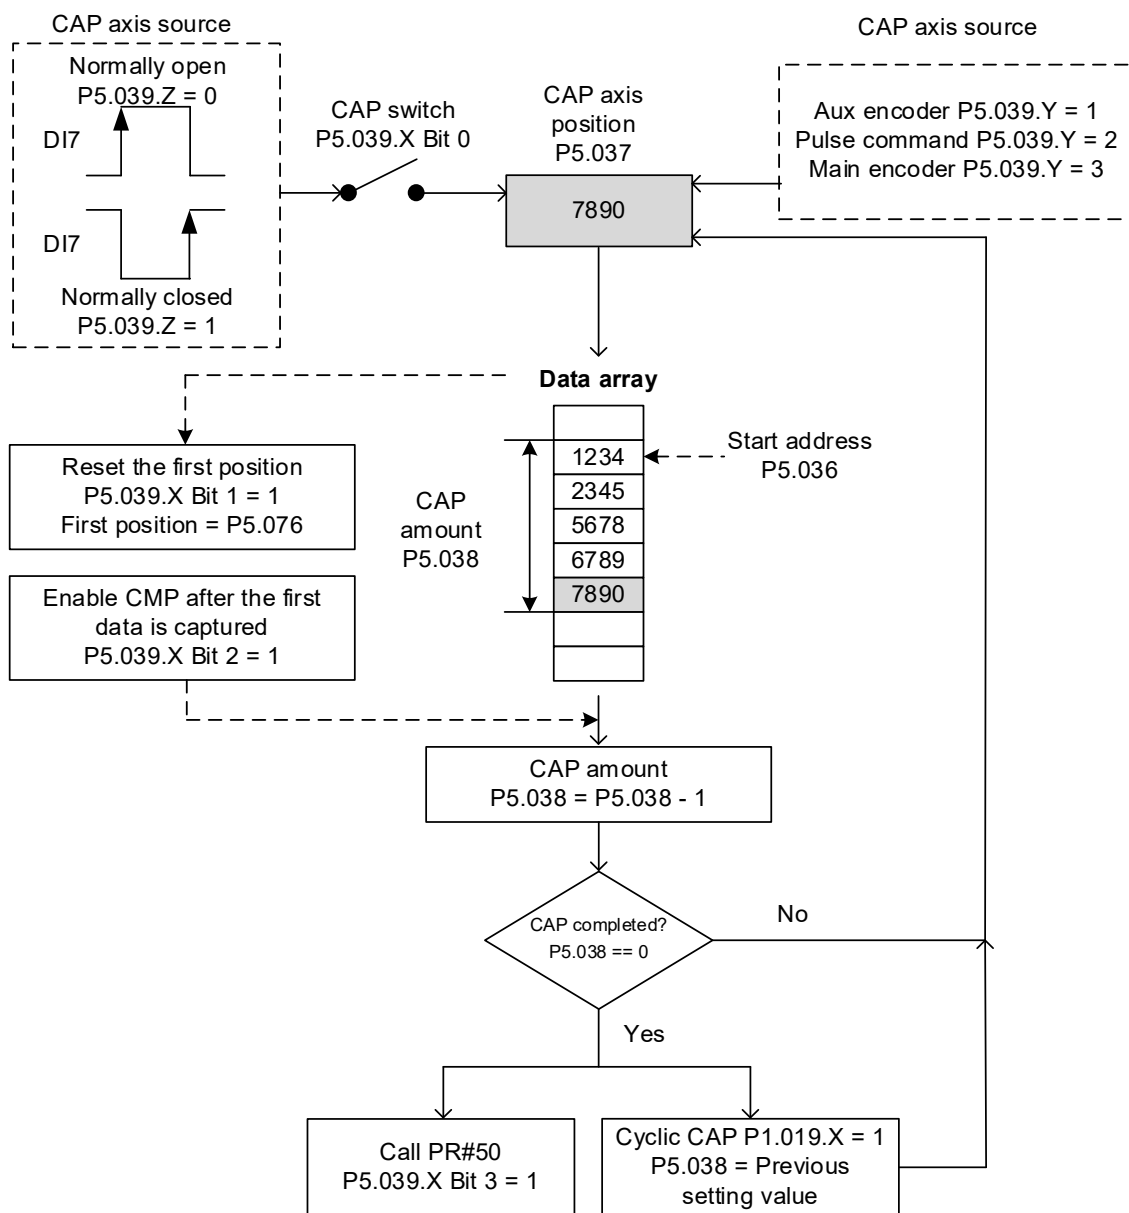 CAP axis source
Normally open
P5.039.Z = 0
DI7
DI7
Normally closed
P5.039.Z = 1
CAP switch
P5.039.X Bit 0
CAP axis
position
P5.037
7890
CAP axis source
Aux encoder P5.039.Y = 1
Pulse command P5.039.Y = 2
Main encoder P5.039.Y = 3
Data array
1234
2345
5678
6789
7890
Start address
P5.036
CAP
amount
P5.038
Reset the first position
P5.039.X Bit 1 = 1
First position = P5.076
Enable CMP after the first
data is captured
P5.039.X Bit 2 = 1
CAP amount
P5.038 = P5.038 - 1
CAP completed?
P5.038 == 0
No
Yes
Call PR#50
P5.039.X Bit 3 = 1
Cyclic CAP P1.019.X = 1
P5.038 = Previous
setting value